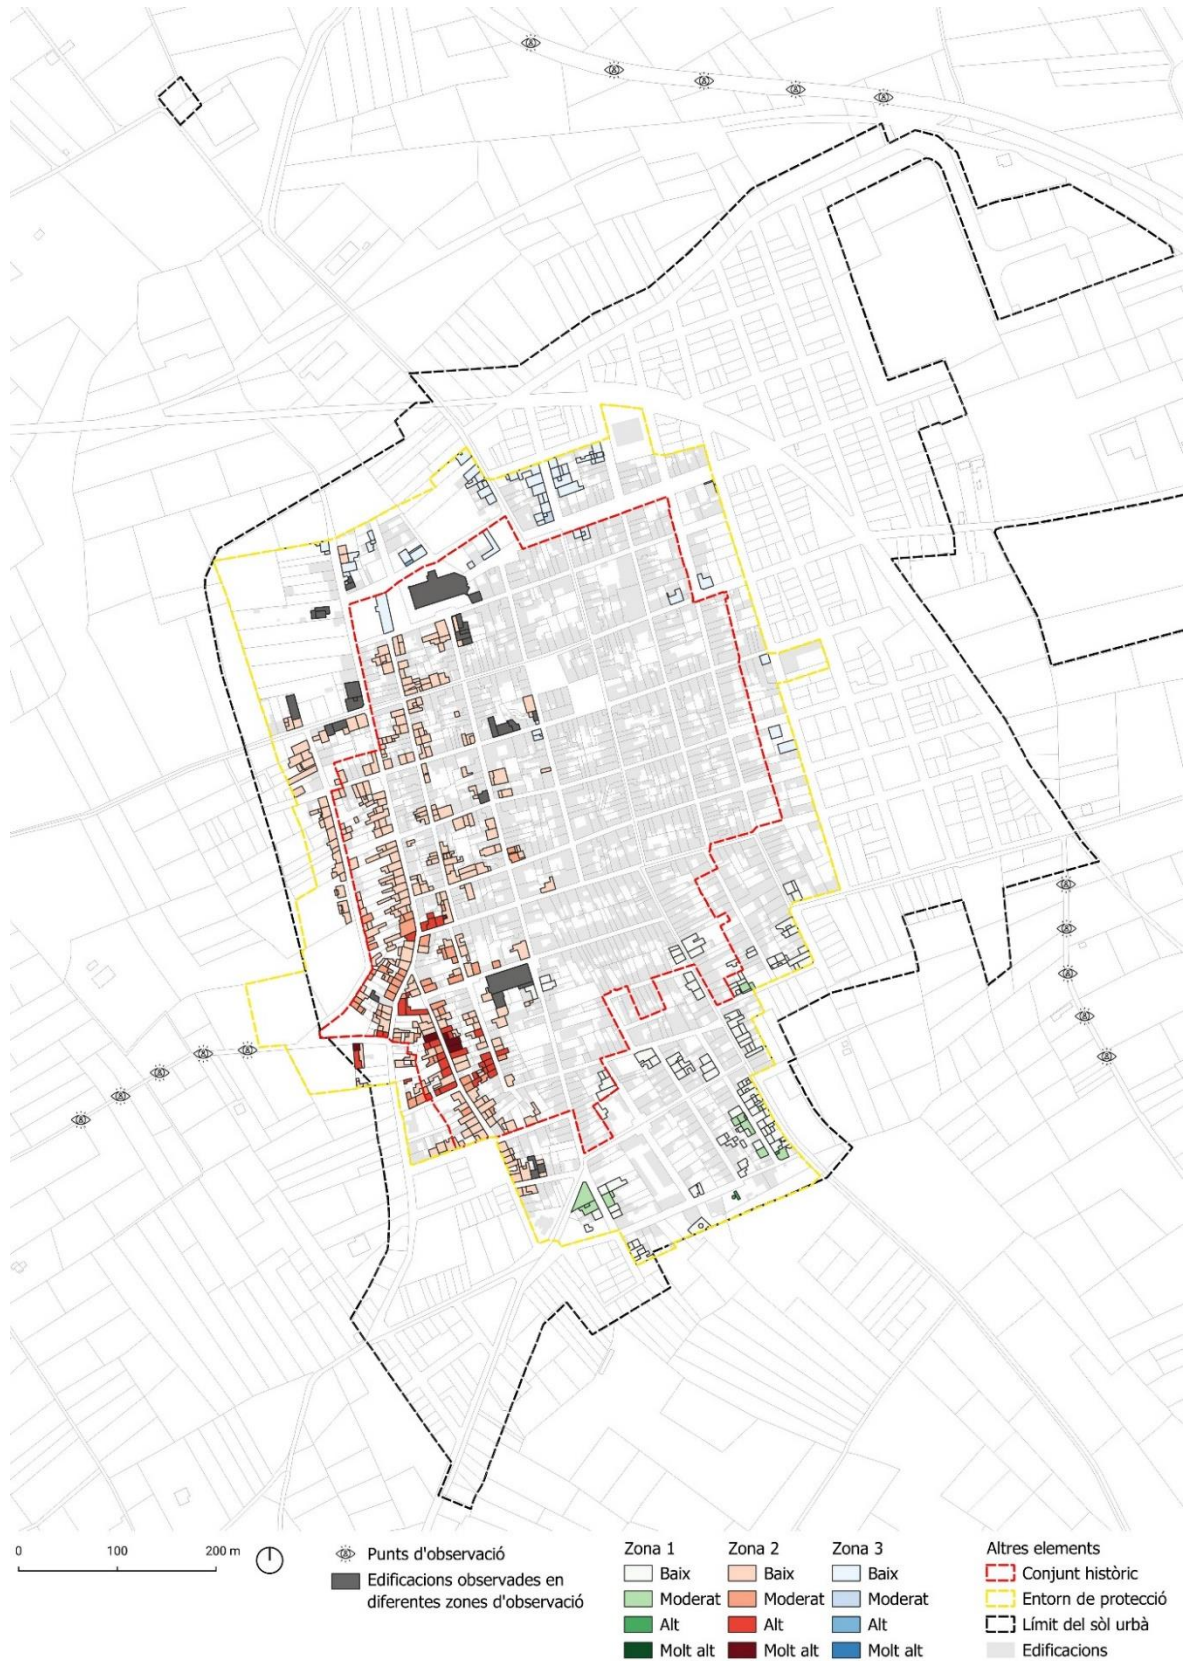 0 100 200 m
Punts d'observació
Edificacions observades en
diferentes zones d'observació
Zona 1
Baix
Moderat
Alt
Molt alt
Zona 2
Baix
Moderat
Alt
Molt alt
Zona 3
Baix
Moderat
Alt
Molt alt
Altres elements
Conjunt històric
Entorn de protecció
Límit del sòl urbà
Edificacions